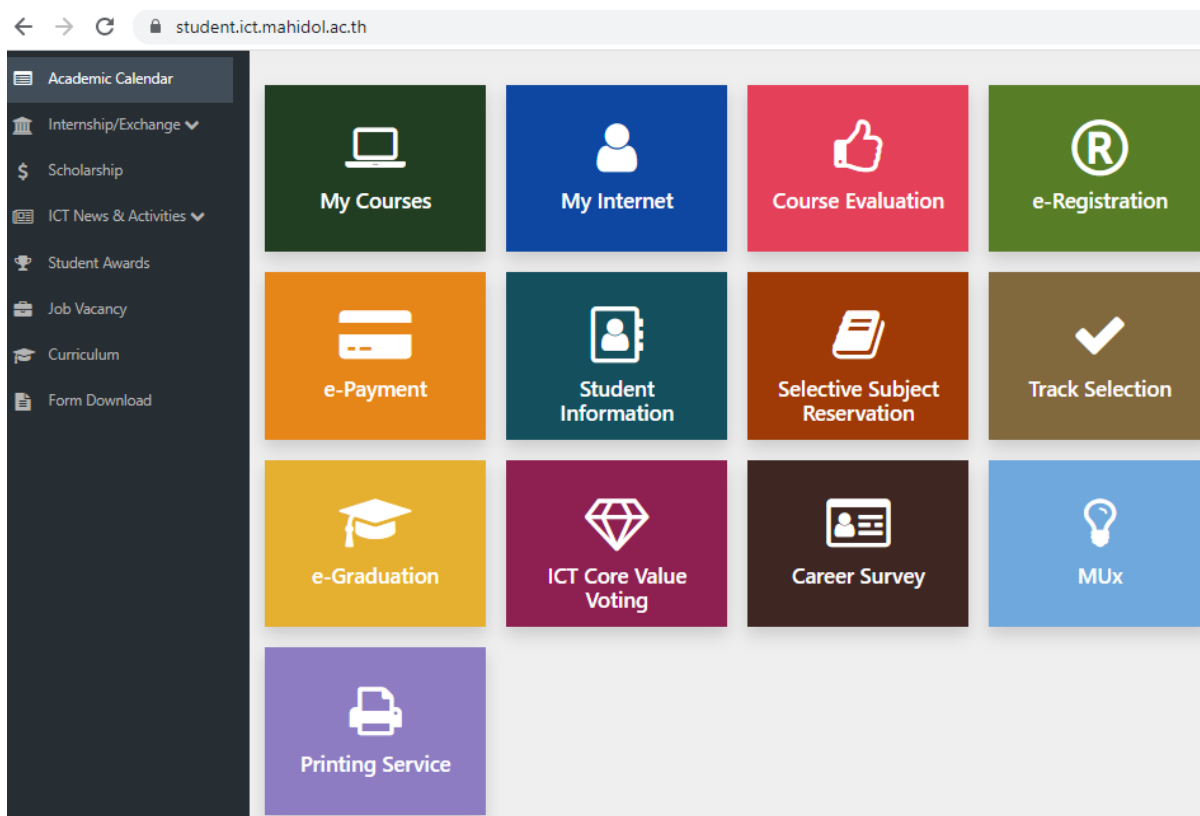 student.ict.mahidol.ac.th
Academic Calendar
Internship/Exchange
Scholarship
ICT News & Activities
Student Awards
Job Vacancy
Curriculum
Form Download
My Courses
My Internet
Course Evaluation
R
e-Registration
e-Payment
Student
Information
Selective Subject
Reservation
Track Selection
e-Graduation
ICT Core Value
Voting
Career Survey
MUx
Printing Service